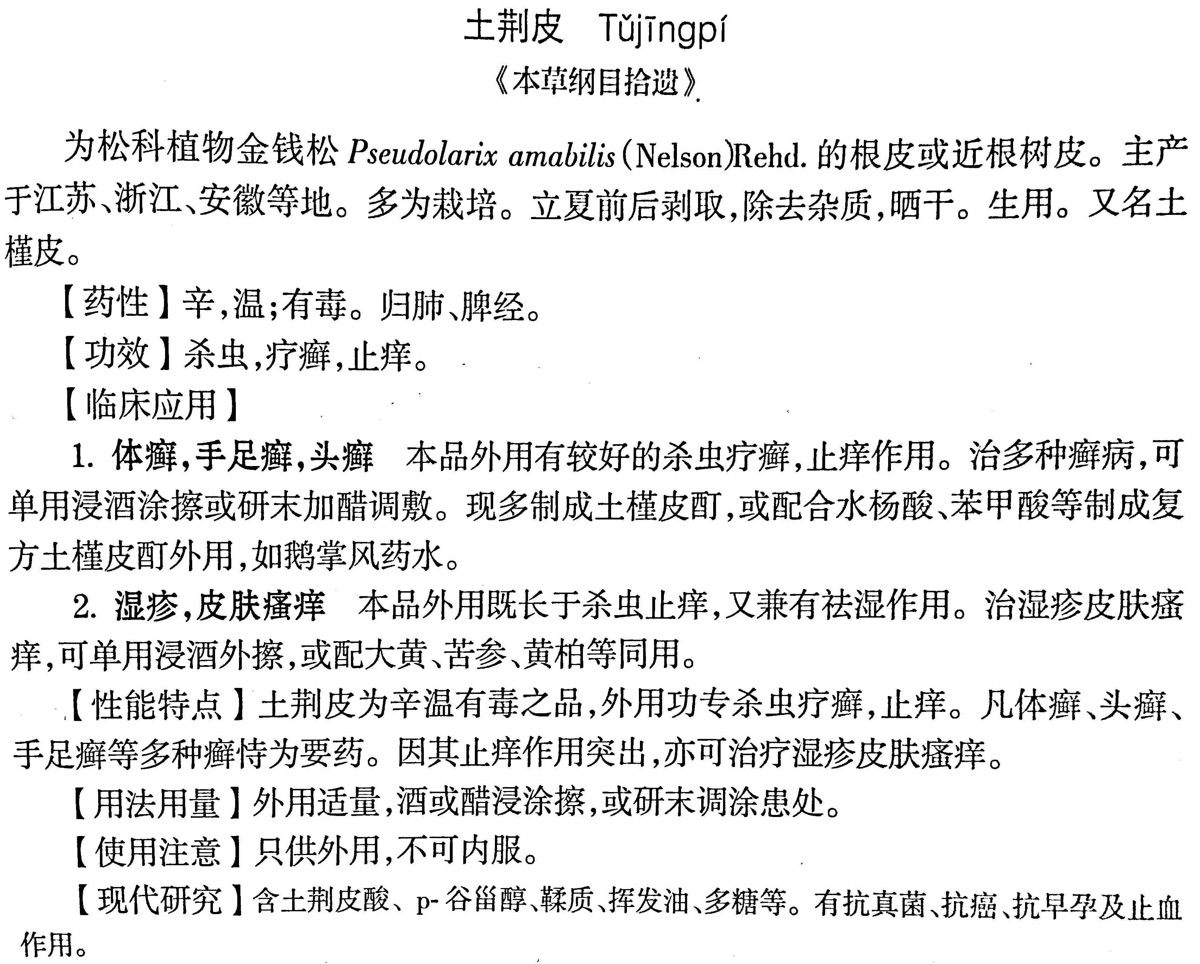 土荆皮 Tǔjīngpí
《本草纲目拾遗》
为松科植物金钱松 Pseudolarix amabilis (Nelson)Rehd. 的根皮或近根树皮。主产
于江苏、浙江、安徽等地。多为栽培。立夏前后剥取,除去杂质,晒干。生用。又名土
槿皮。
【药性】辛,温;有毒。归肺、脾经。
【功效】杀虫,疗癣,止痒。
【临床应用】
1. 体癣,手足癣,头癣 本品外用有较好的杀虫疗癣,止痒作用。治多种癣病,可
单用浸酒涂擦或研末加醋调敷。现多制成土槿皮酊,或配合水杨酸、苯甲酸等制成复
方土槿皮酊外用,如鹅掌风药水。
2. 湿疹,皮肤瘙痒 本品外用既长于杀虫止痒,又兼有祛湿作用。治湿疹皮肤瘙
痒,可单用浸酒外擦,或配大黄、苦参、黄柏等同用。
【性能特点】土荆皮为辛温有毒之品,外用功专杀虫疗癣,止痒。凡体癣、头癣、
手足癣等多种癣恃为要药。因其止痒作用突出,亦可治疗湿疹皮肤瘙痒。
【用法用量】外用适量,酒或醋浸涂擦,或研末调涂患处。
【使用注意】只供外用,不可内服。
【现代研究】含土荆皮酸、p-谷甾醇、鞣质、挥发油、多糖等。有抗真菌、抗癌、抗早孕及止血
作用。